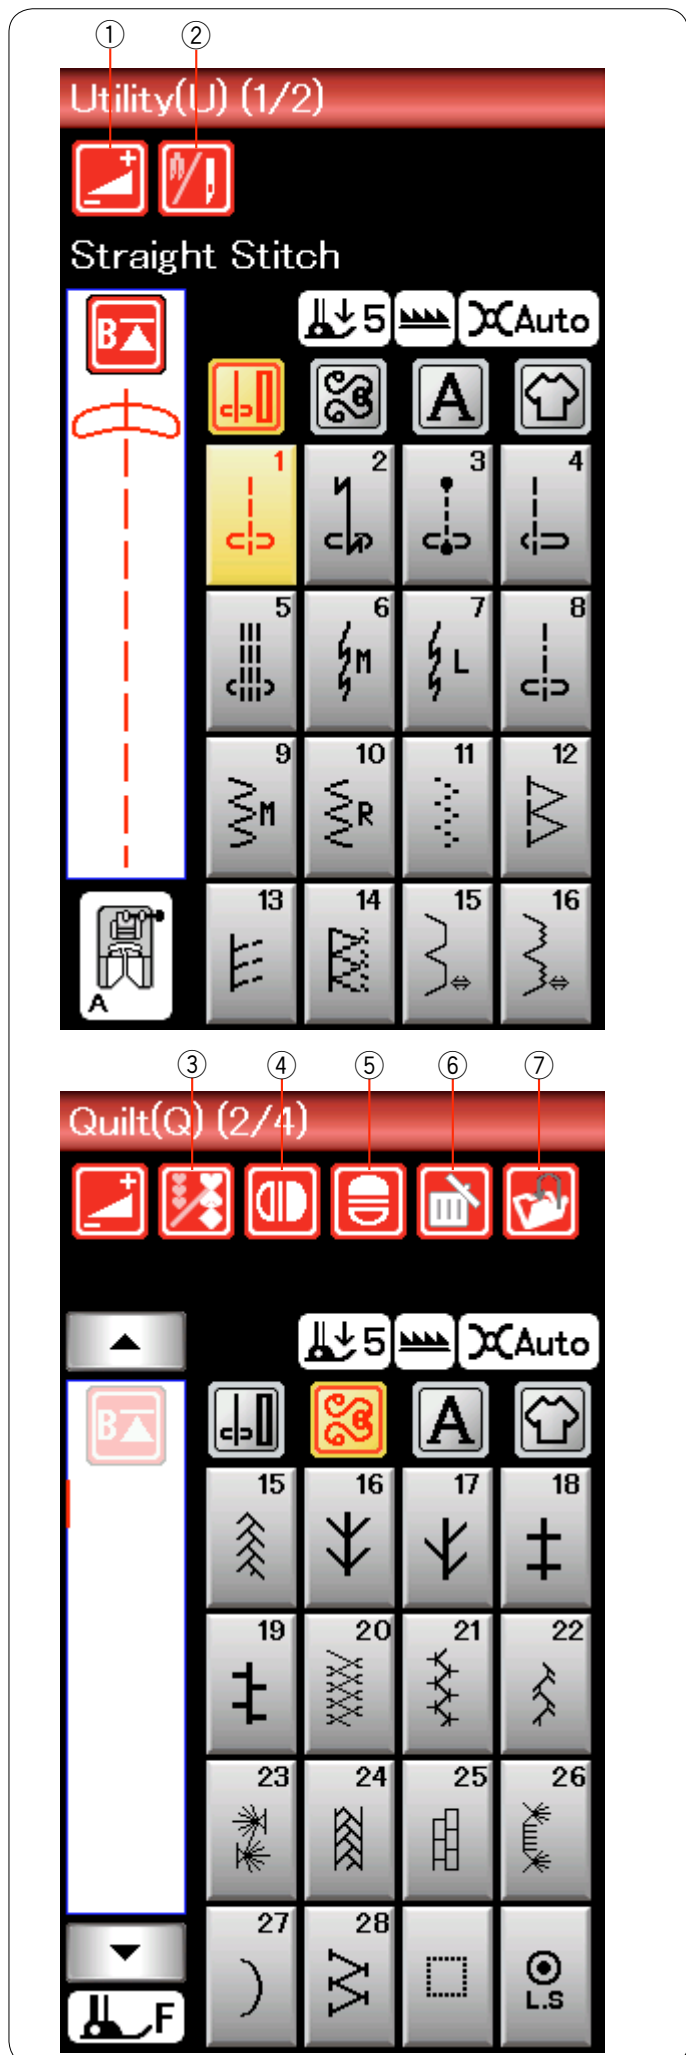 ① ②
Utility(U) (1/2)
Straight Stitch
B 5 Auto
A
1 2 3 4
5 6 M 7 L 8
9 M 10 R 11 12
13 14 15 16
A
③ ④ ⑤ ⑥ ⑦
Quilt(Q) (2/4)
5 Auto
B A
15 16 17 18
19 20 21 22
23 24 25 26
27 28 L.S
F